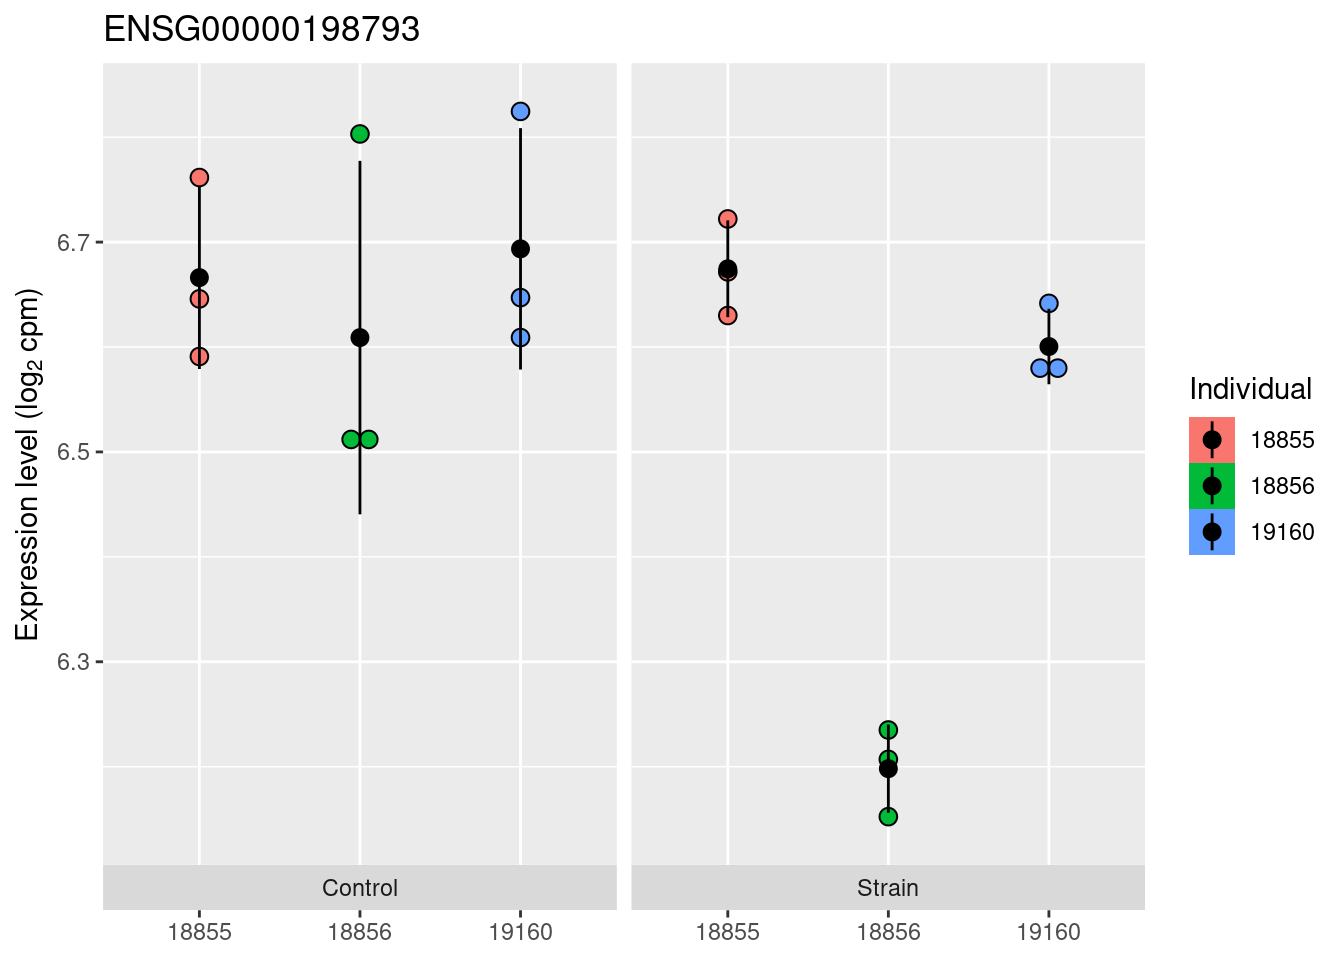 ENSG00000198793
Expression level (log₂ cpm)
6.7
6.5
6.3
Control
Strain
18855
18856
19160
18855
18856
19160
Individual
18855
18856
19160